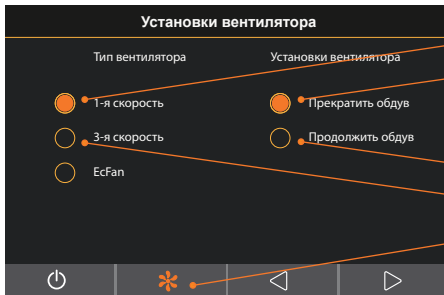 Установки вентилятора
Тип вентилятора
Установки вентилятора
1-я скорость
Прекратить обдув
3-я скорость
Продолжить обдув
EcFan